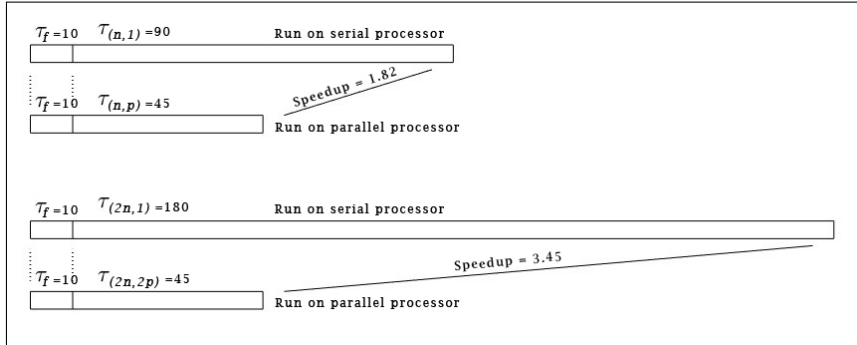 τf =10 τ(n,1) =90 Run on serial processor
Speedup = 1.82
τf =10 τ(n,p) =45
Run on parallel processor
τf =10 τ(2n,1) =180 Run on serial processor
Speedup = 3.45
τf =10 τ(2n,2p) =45
Run on parallel processor